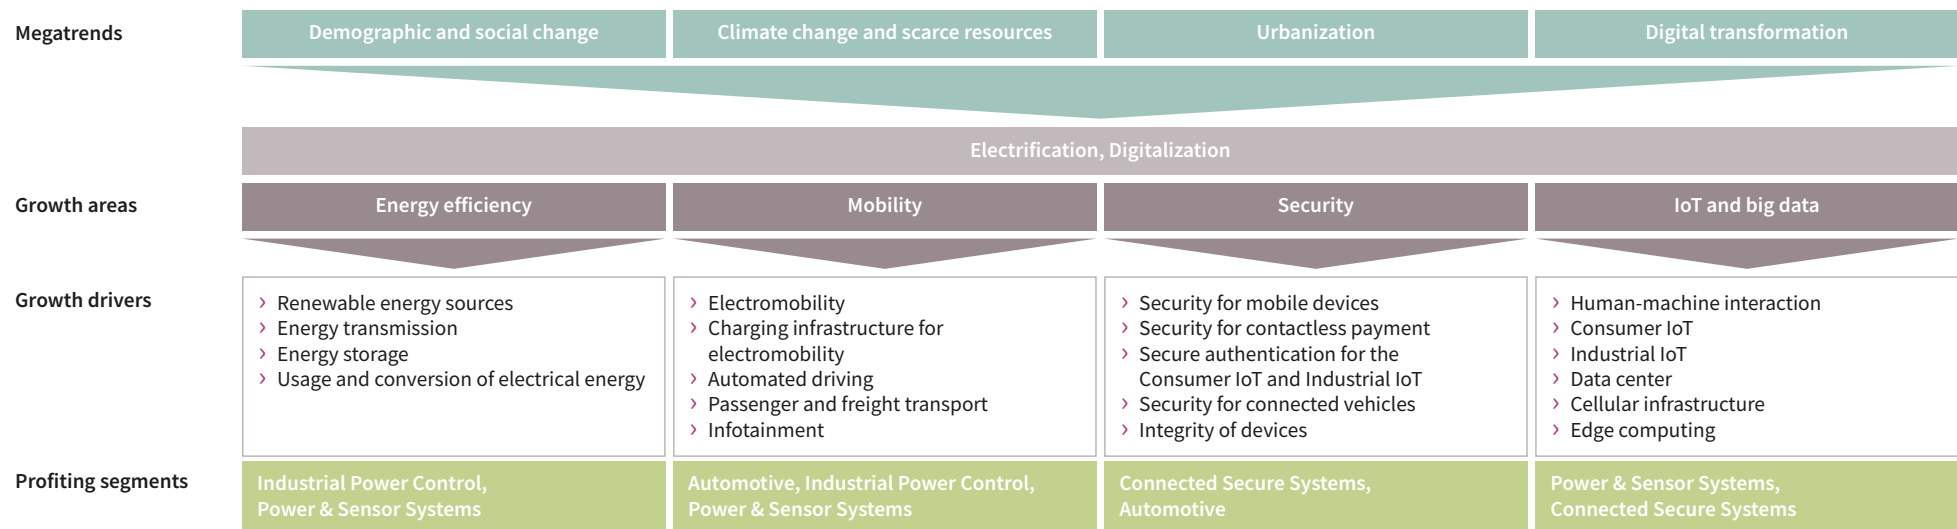 Megatrends
Demographic and social change
Climate change and scarce resources
Urbanization
Digital transformation
Electrification, Digitalization
Growth areas
Energy efficiency
Mobility
Security
IoT and big data
Growth drivers
› Renewable energy sources
› Energy transmission
› Energy storage
› Usage and conversion of electrical energy
› Electromobility
› Charging infrastructure for
electromobility
› Automated driving
› Passenger and freight transport
› Infotainment
› Security for mobile devices
› Security for contactless payment
› Secure authentication for the
Consumer IoT and Industrial IoT
› Security for connected vehicles
› Integrity of devices
› Human-machine interaction
› Consumer IoT
› Industrial IoT
› Data center
› Cellular infrastructure
› Edge computing
Profiting segments
Industrial Power Control,
Power & Sensor Systems
Automotive, Industrial Power Control,
Power & Sensor Systems
Connected Secure Systems,
Automotive
Power & Sensor Systems,
Connected Secure Systems